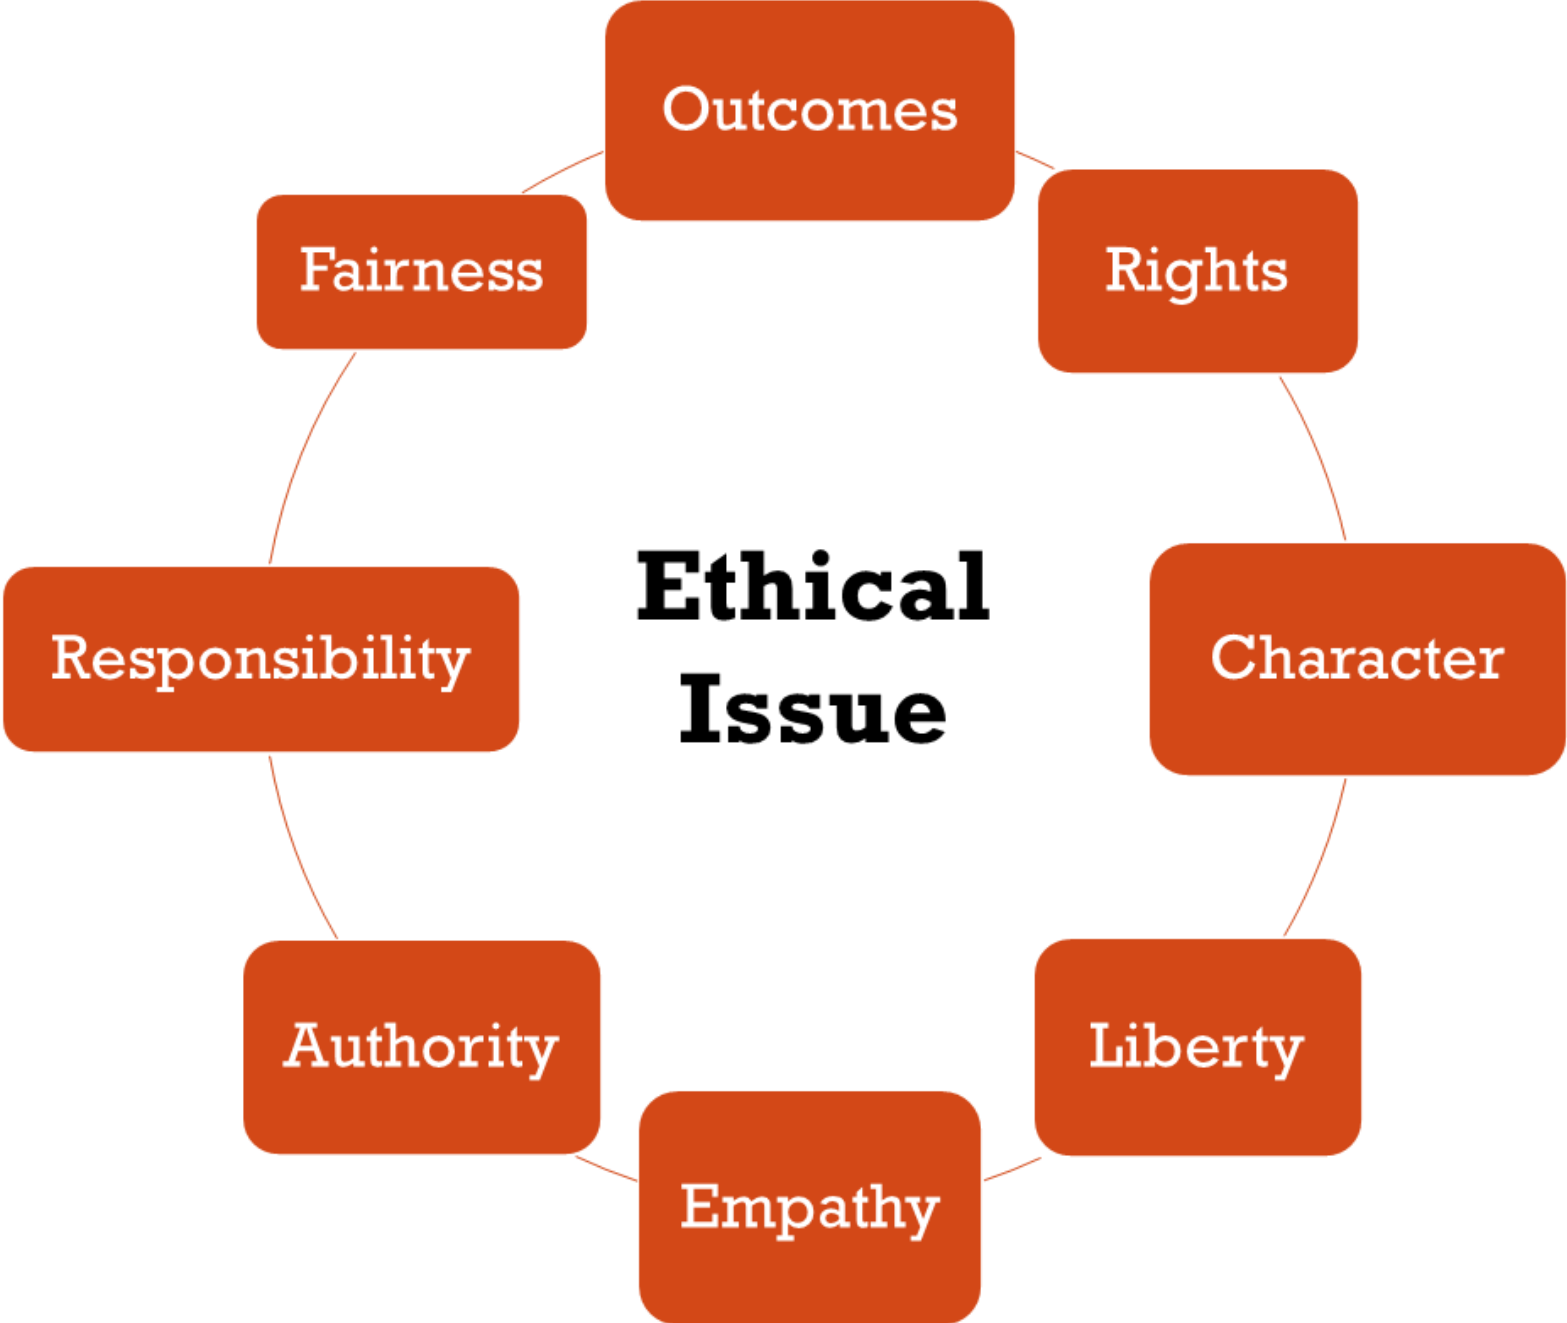 Outcomes
Fairness
Rights
Ethical
Issue
Responsibility
Character
Authority
Liberty
Empathy